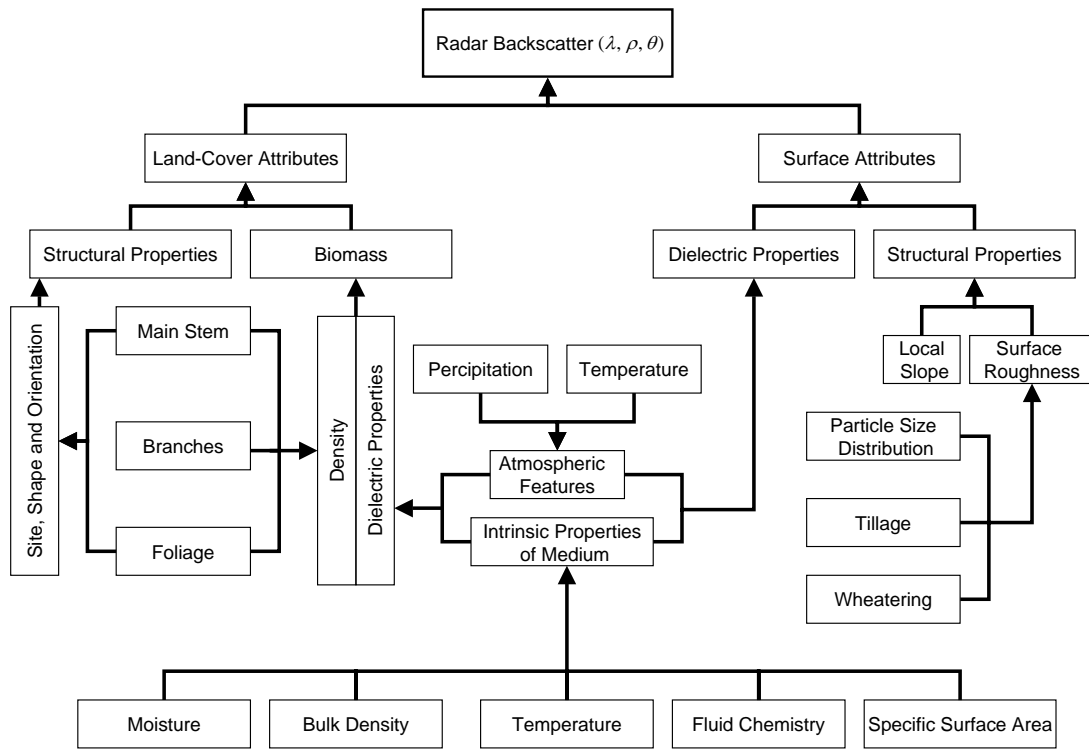 Radar Backscatter (λ, ρ, θ)
Land-Cover Attributes
Surface Attributes
Structural Properties
Biomass
Dielectric Properties
Structural Properties
Site, Shape and Orientation
Main Stem
Branches
Foliage
Density
Dielectric Properties
Percipitation
Temperature
Atmospheric
Features
Intrinsic Properties
of Medium
Local
Slope
Surface
Roughness
Particle Size
Distribution
Tillage
Wheatering
Moisture
Bulk Density
Temperature
Fluid Chemistry
Specific Surface Area